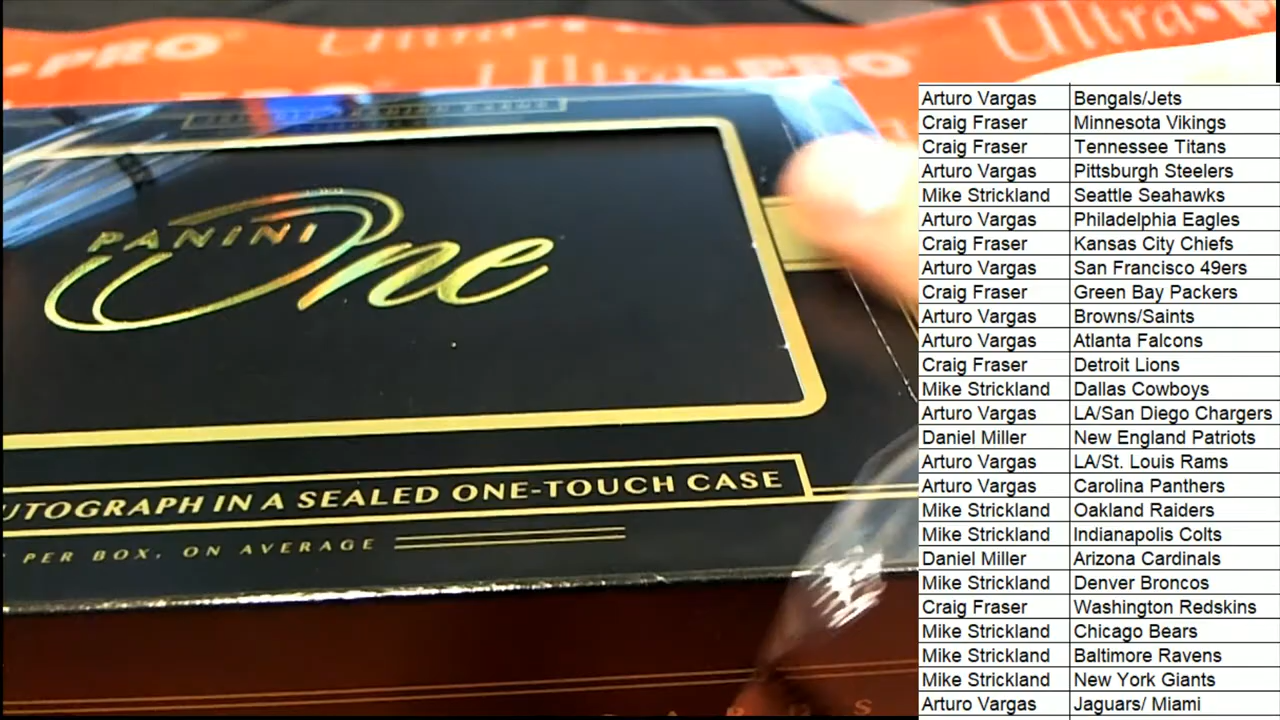 PRO Ultra PRO Ultra P
Ultra PRO
PANINI
One
UTOGRAPH IN A SEALED ONE-TOUCH CASE
PER BOX, ON AVERAGE
Arturo Vargas Bengals/Jets
Craig Fraser Minnesota Vikings
Craig Fraser Tennessee Titans
Arturo Vargas Pittsburgh Steelers
Mike Strickland Seattle Seahawks
Arturo Vargas Philadelphia Eagles
Craig Fraser Kansas City Chiefs
Arturo Vargas San Francisco 49ers
Craig Fraser Green Bay Packers
Arturo Vargas Browns/Saints
Arturo Vargas Atlanta Falcons
Craig Fraser Detroit Lions
Mike Strickland Dallas Cowboys
Arturo Vargas LA/San Diego Chargers
Daniel Miller New England Patriots
Arturo Vargas LA/St. Louis Rams
Arturo Vargas Carolina Panthers
Mike Strickland Oakland Raiders
Mike Strickland Indianapolis Colts
Daniel Miller Arizona Cardinals
Mike Strickland Denver Broncos
Craig Fraser Washington Redskins
Mike Strickland Chicago Bears
Mike Strickland Baltimore Ravens
Mike Strickland New York Giants
Arturo Vargas Jaguars/ Miami